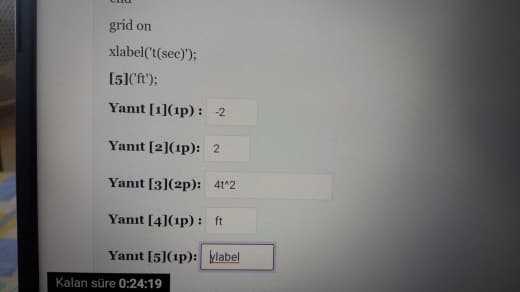 end
grid on
xlabel('t(sec)');
[5]('ft');
Yanıt [1](1p) : -2
Yanıt [2](1p): 2
Yanıt [3](2p): 4t^2
Yanıt [4](1p) : ft
Yanıt [5](1p): ylabel
Kalan süre 0:24:19